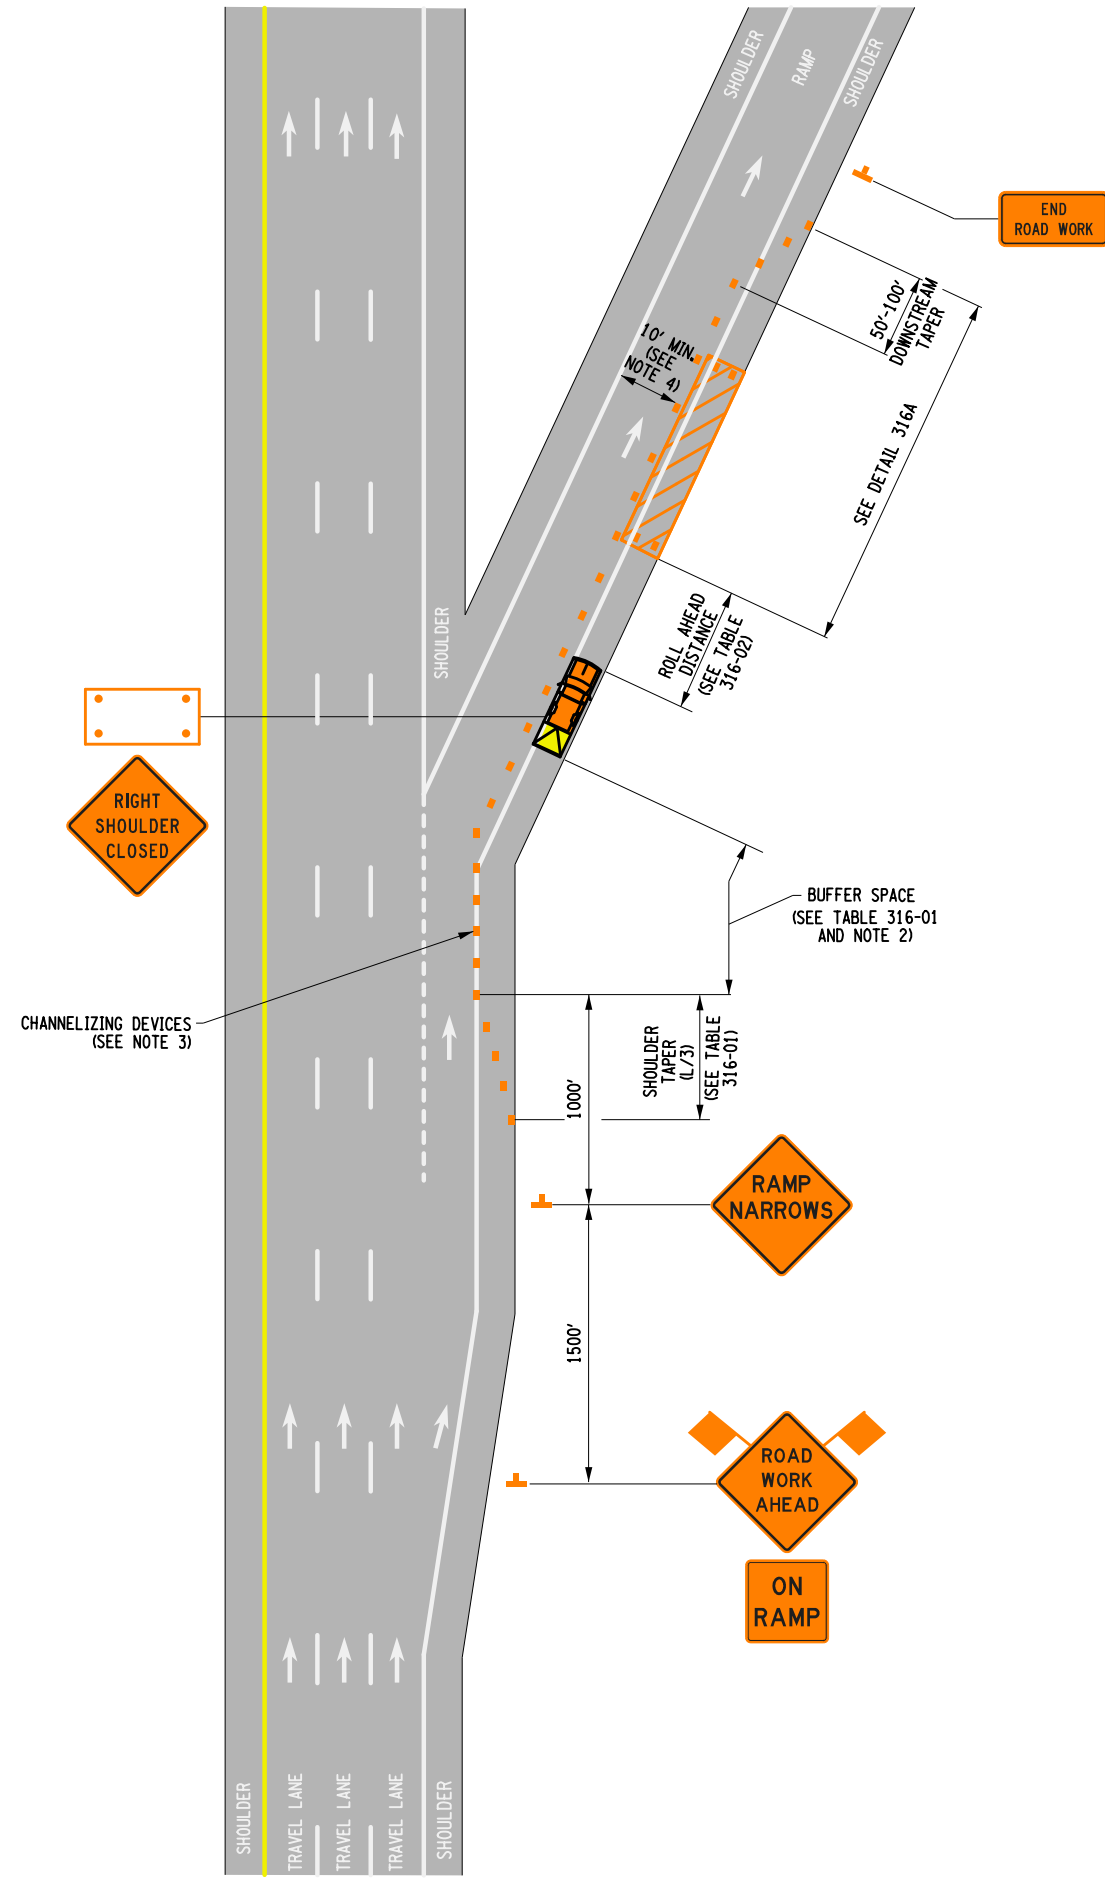 SHOULDER
RAMP
SHOULDER
END
ROAD WORK
50'-100'
DOWNSTREAM
TAPER
10' MIN.
(SEE
NOTE 4)
SEE DETAIL 316A
ROLL AHEAD
DISTANCE
(SEE TABLE
316-02)
SHOULDER
RIGHT
SHOULDER
CLOSED
BUFFER SPACE
(SEE TABLE 316-01
AND NOTE 2)
CHANNELIZING DEVICES
(SEE NOTE 3)
SHOULDER
TAPER
(L/3)
(SEE TABLE
316-01)
1000'
RAMP
NARROWS
1500'
ROAD
WORK
AHEAD
ON
RAMP
SHOULDER
TRAVEL LANE
TRAVEL LANE
TRAVEL LANE
SHOULDER